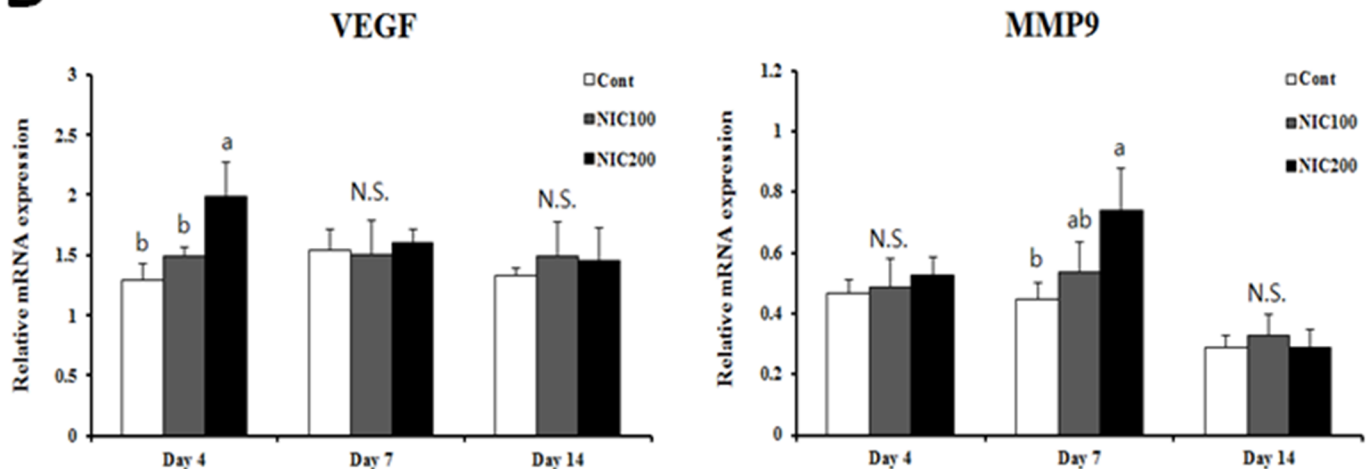 VEGF
3
2.5
2
1.5
1
0.5
0
Relative mRNA expression
Cont
NIC100
NIC200
b
b
a
N.S.
N.S.
Day 4
Day 7
Day 14
MMP9
1.2
1
0.8
0.6
0.4
0.2
0
Relative mRNA expression
Cont
NIC100
NIC200
N.S.
b
ab
a
N.S.
Day 4
Day 7
Day 14